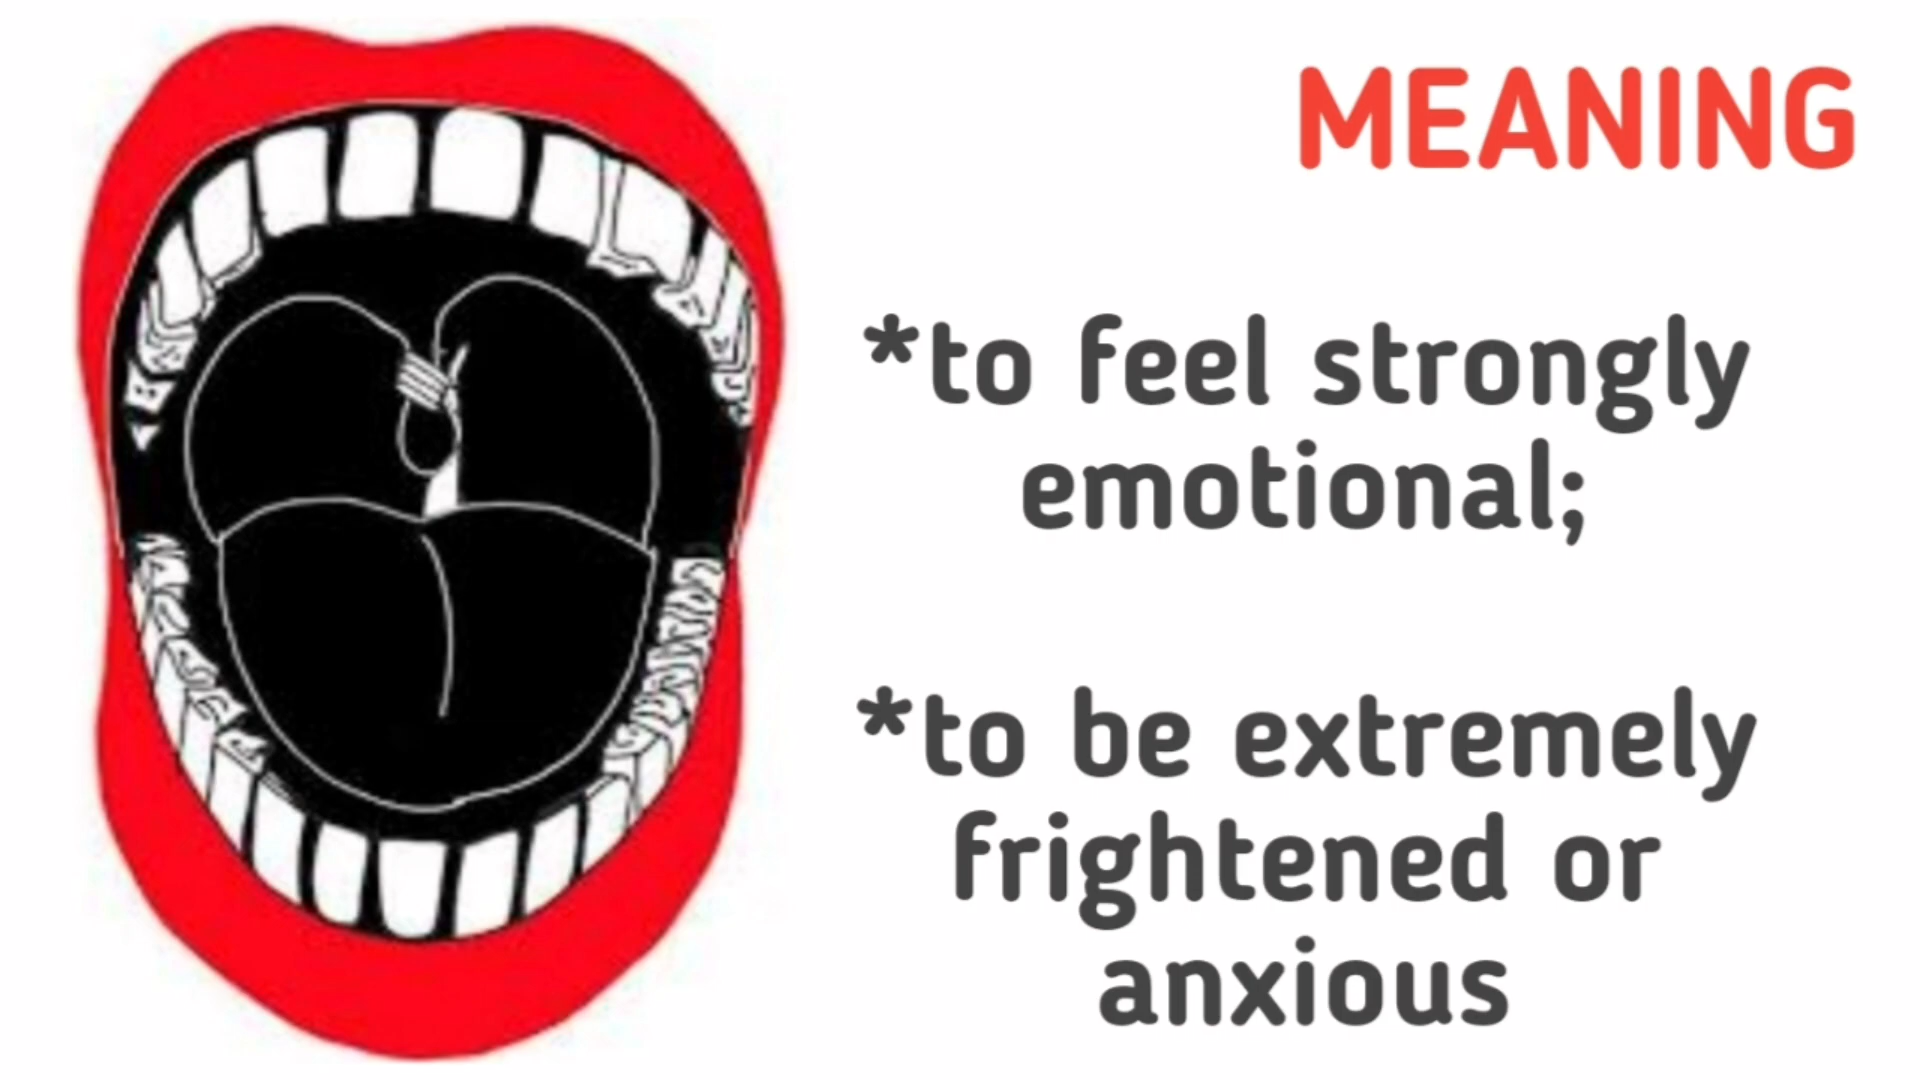 MEANING
*to feel strongly
emotional;
*to be extremely
frightened or
anxious